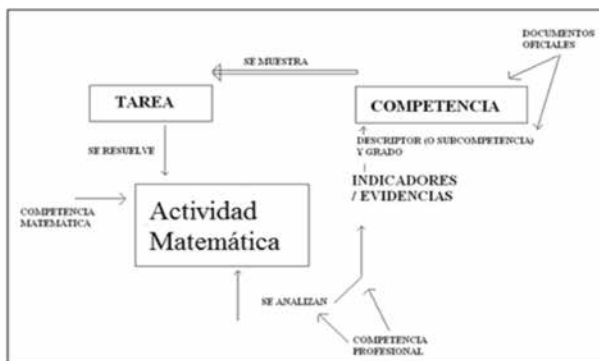 DOCUMENTOS
OFICIALES
SE MUESTRA
TAREA
COMPETENCIA
DESCRIPTOR (O SUBCOMPETENCIA)
Y GRADO
SE RESUELVE
INDICADORES
/ EVIDENCIAS
Actividad
Matemática
COMPETENCIA
MATEMATICA
SE ANALIZAN
COMPETENCIA
PROFESIONAL